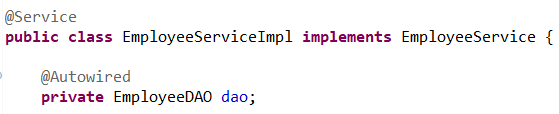 @Service
public class EmployeeServiceImpl implements EmployeeService {
@Autowired
private EmployeeDAO dao;